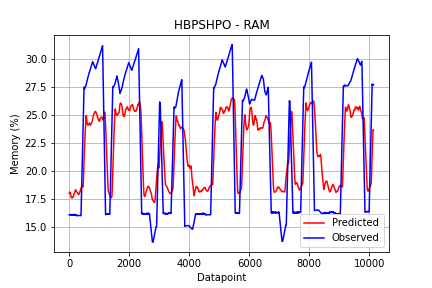 HBPSHPO - RAM
Memory (%)
30.0
27.5
25.0
22.5
20.0
17.5
15.0
Predicted
Observed
0
2000
4000
6000
8000
10000
Datapoint